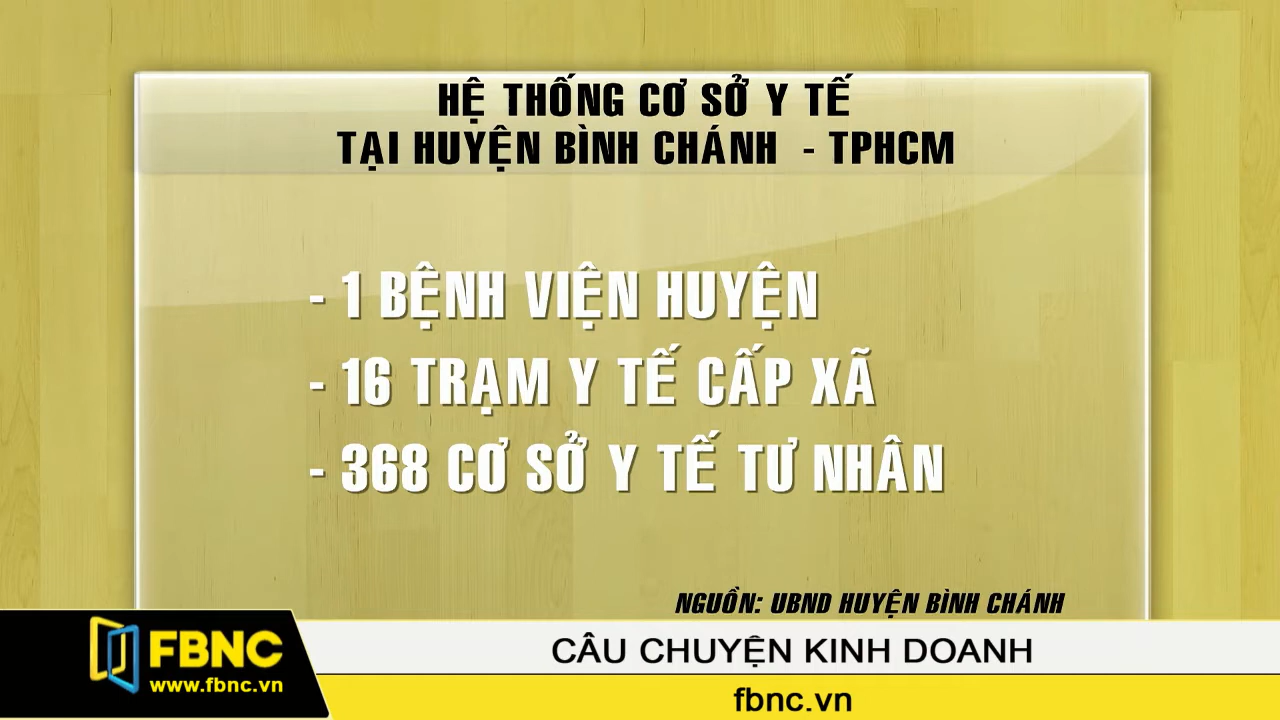 HỆ THỐNG CƠ SỞ Y TẾ
TẠI HUYỆN BÌNH CHÁNH - TPHCM
- 1 BỆNH VIỆN HUYỆN
- 16 TRẠM Y TẾ CẤP XÃ
- 368 CƠ SỞ Y TẾ TƯ NHÂN
NGUỒN: UBND HUYỆN BÌNH CHÁNH
FBNC
www.fbnc.vn
CÂU CHUYỆN KINH DOANH
fbnc.vn